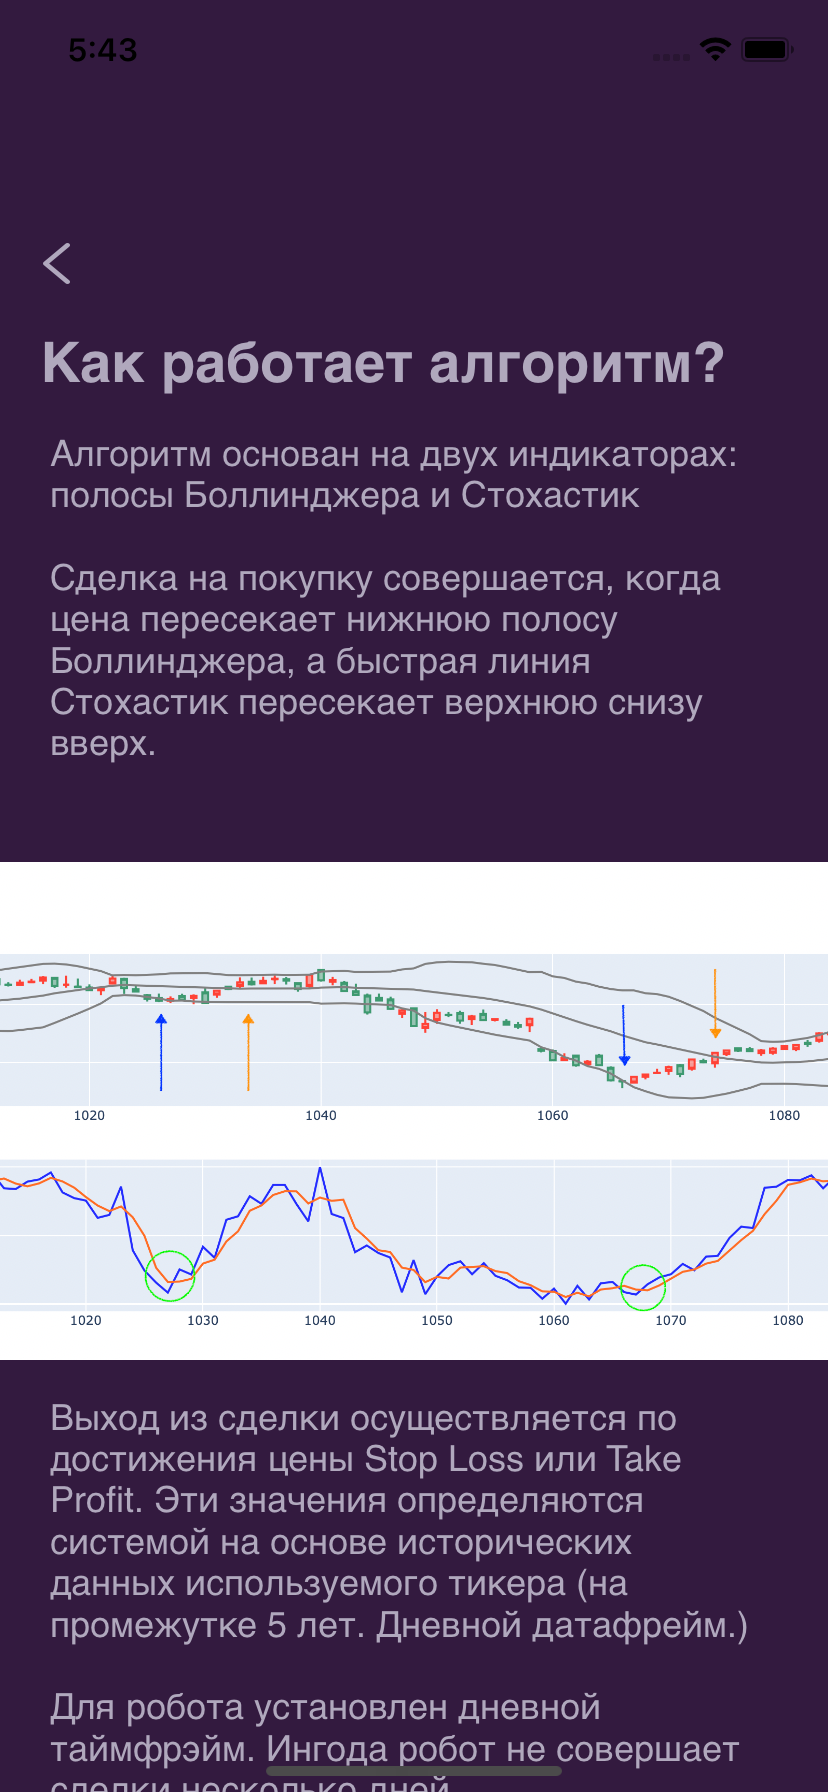 5:43
Как работает алгоритм?
Алгоритм основан на двух индикаторах:
полосы Боллинджера и Стохастик
Сделка на покупку совершается, когда
цена пересекает нижнюю полосу
Боллинджера, а быстрая линия
Стохастик пересекает верхнюю снизу
вверх.
1020 1040 1060 1080
1020 1030 1040 1050 1060 1070 1080
Выход из сделки осуществляется по
достижения цены Stop Loss или Take
Profit. Эти значения определяются
системой на основе исторических
данных используемого тикера (на
промежутке 5 лет. Дневной датафрейм.)
Для робота установлен дневной
таймфрэйм. Ингода робот не совершает
сделки несколько дней